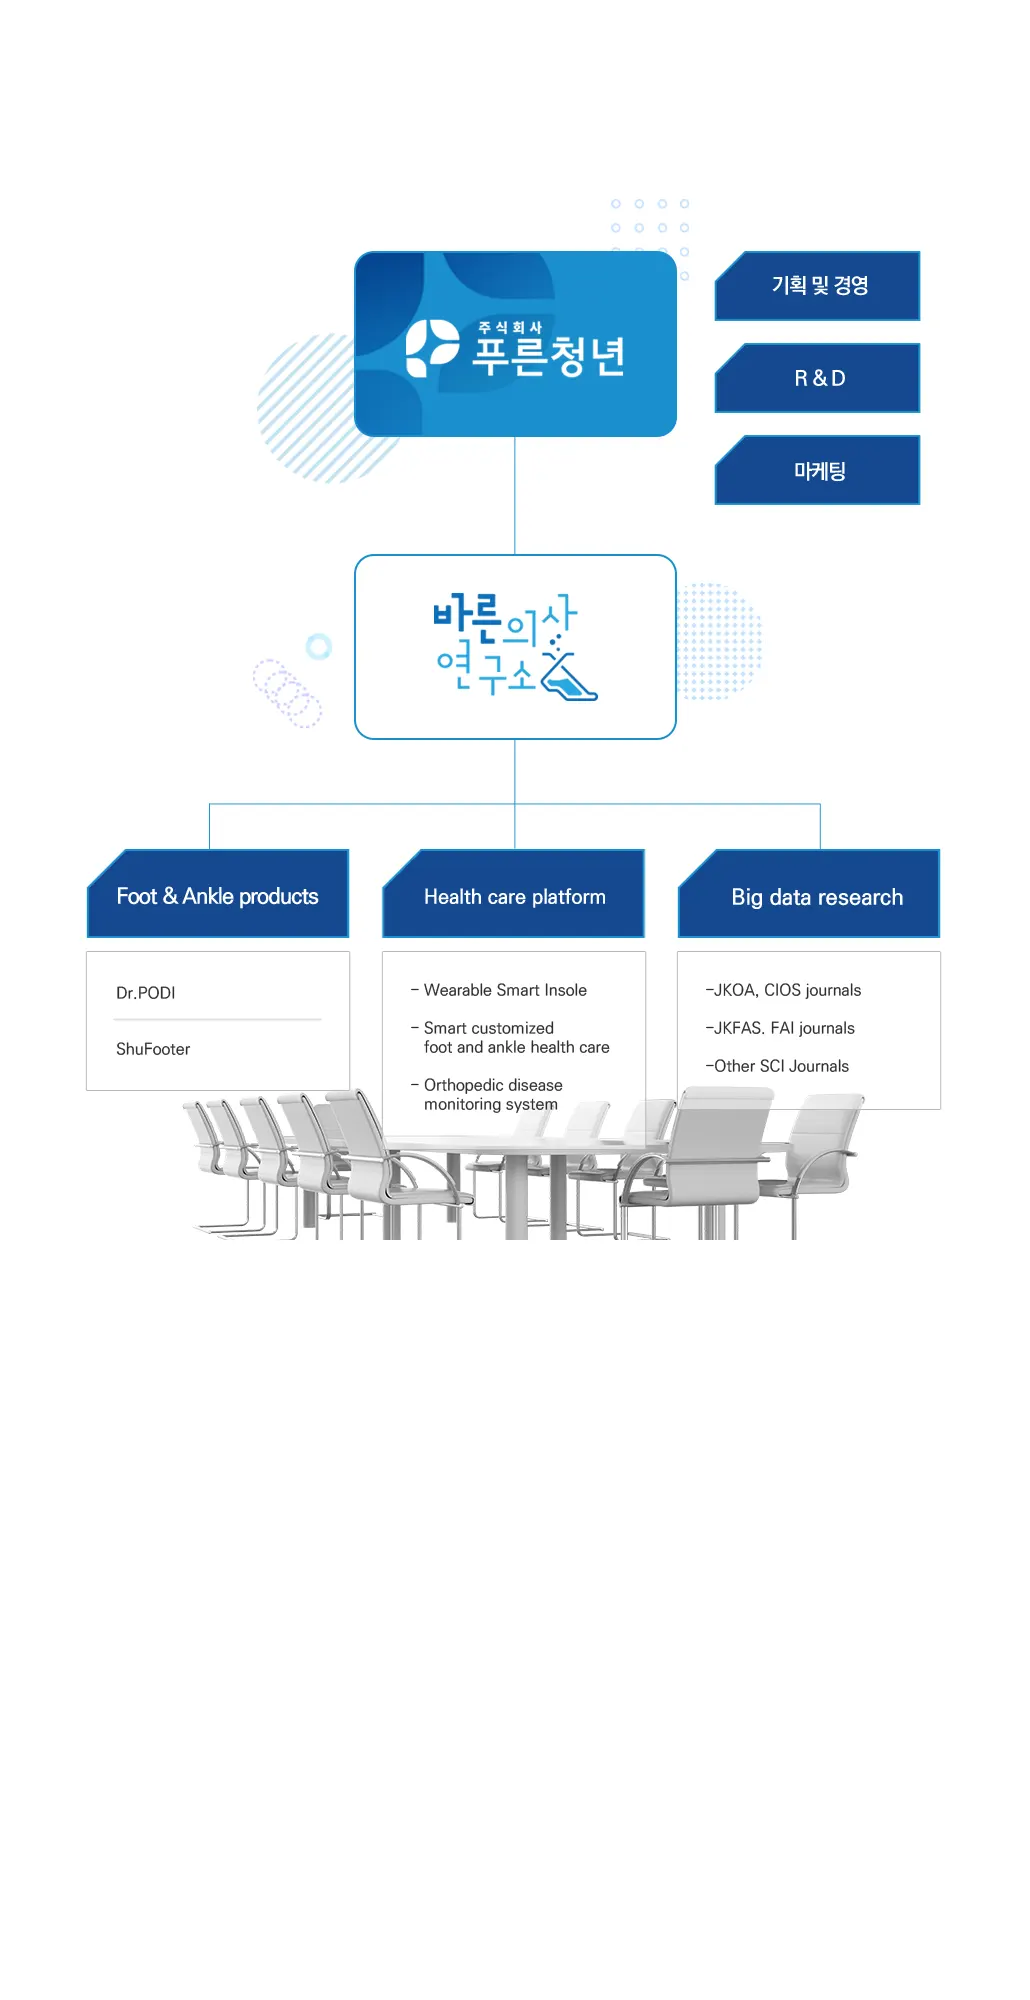 주식회사
푸른청년
기획 및 경영
R & D
마케팅
바른의사
연구소
Foot & Ankle products
Dr.PODI
ShuFooter
Health care platform
- Wearable Smart Insole
- Smart customized
foot and ankle health care
- Orthopedic disease
monitoring system
Big data research
-JKOA, CIOS journals
-JKFAS. FAI journals
-Other SCI Journals